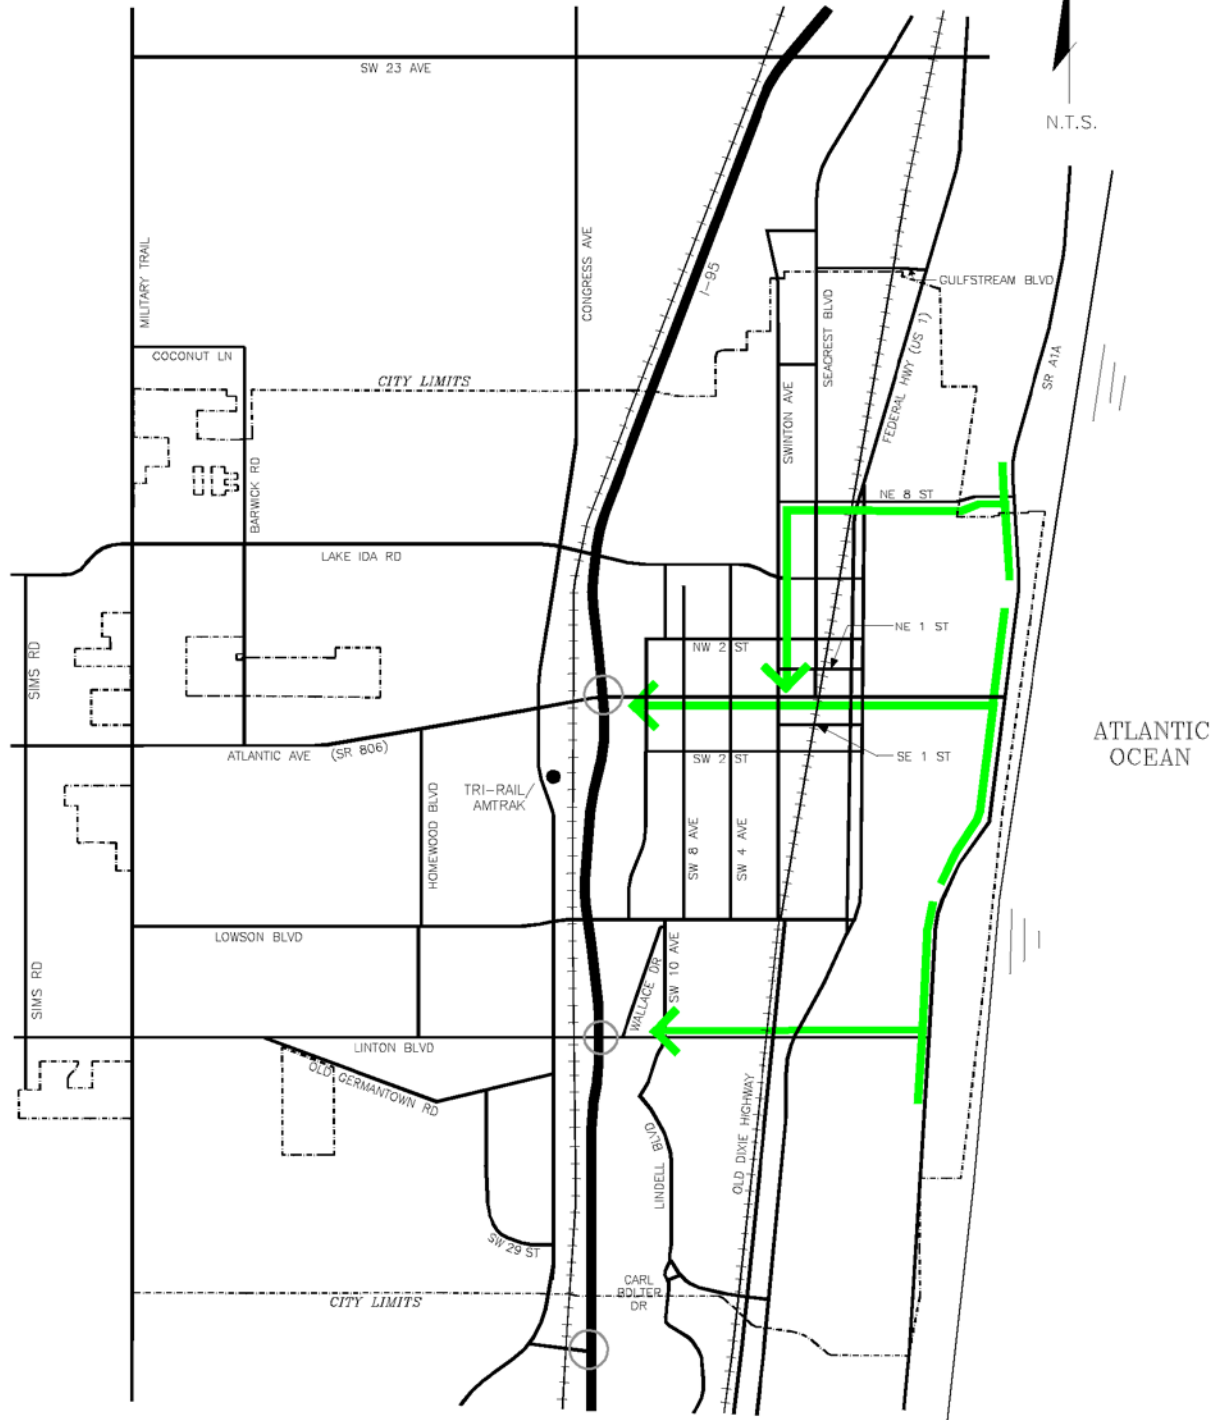 SW 23 AVE
N.T.S.
MILITARY TRAIL
CONGRESS AVE
I-95
GULFSTREAM BLVD
SEACREST BLVD
FEDERAL HWY (US 1)
SR A1A
COCONUT LN
CITY LIMITS
SWINTON AVE
BARWICK RD
NE 8 ST
LAKE IDA RD
NE 1 ST
SIMS RD
NW 2 ST
ATLANTIC
OCEAN
ATLANTIC AVE (SR 806)
SW 2 ST
SE 1 ST
TRI-RAIL/
AMTRAK
HOMEWOOD BLVD
SW 8 AVE
SW 4 AVE
LOWSON BLVD
SIMS RD
WALLACE DR
SW 10 AVE
LINTON BLVD
OLD GERMANTOWN RD
LINDELL BLVD
OLD DIXIE HIGHWAY
SW 29 ST
CARL
BOLTER
DR
CITY LIMITS